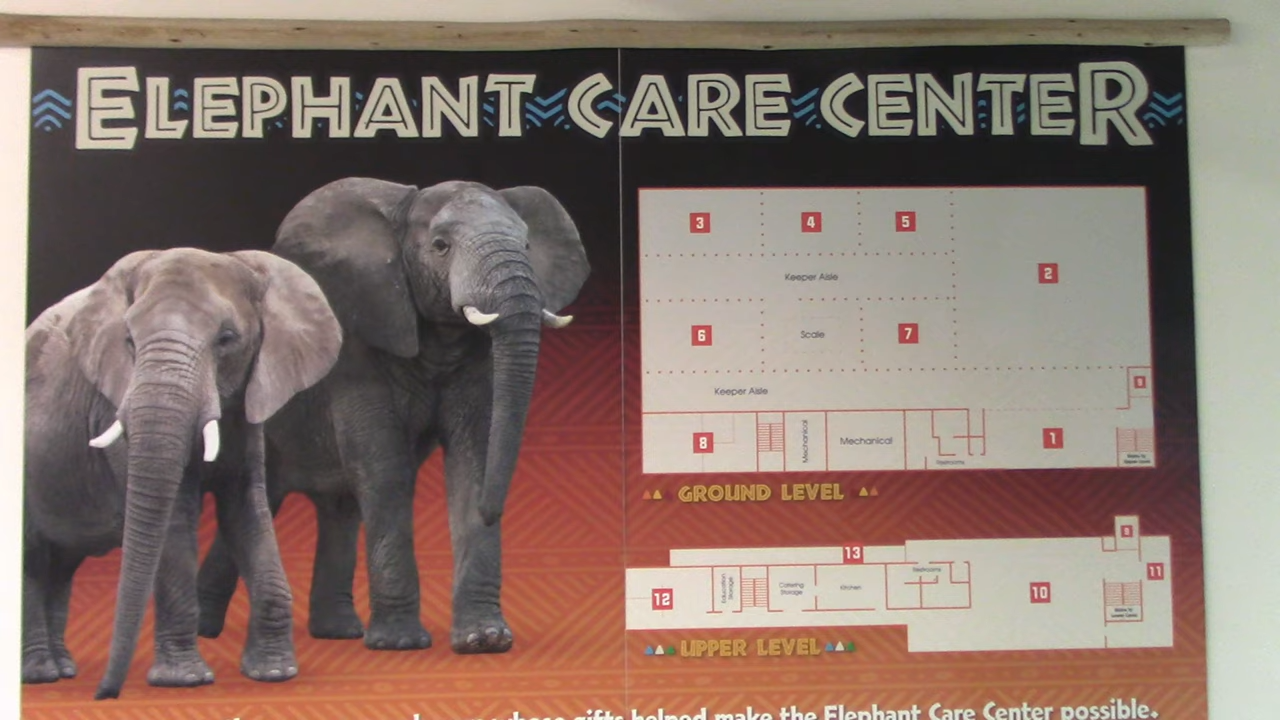 ELEPHANT CARE CENTER
3
4
5
2
Keeper Aisle
6
Scale
7
Keeper Aisle
9
8
Mechanical
Mechanical
Restrooms
1
GROUND LEVEL
9
13
11
12
Education Storage
Catering
Storage
Kitchen
Restrooms
10
UPPER LEVEL
whose gifts helped make the Elephant Care Center possible.